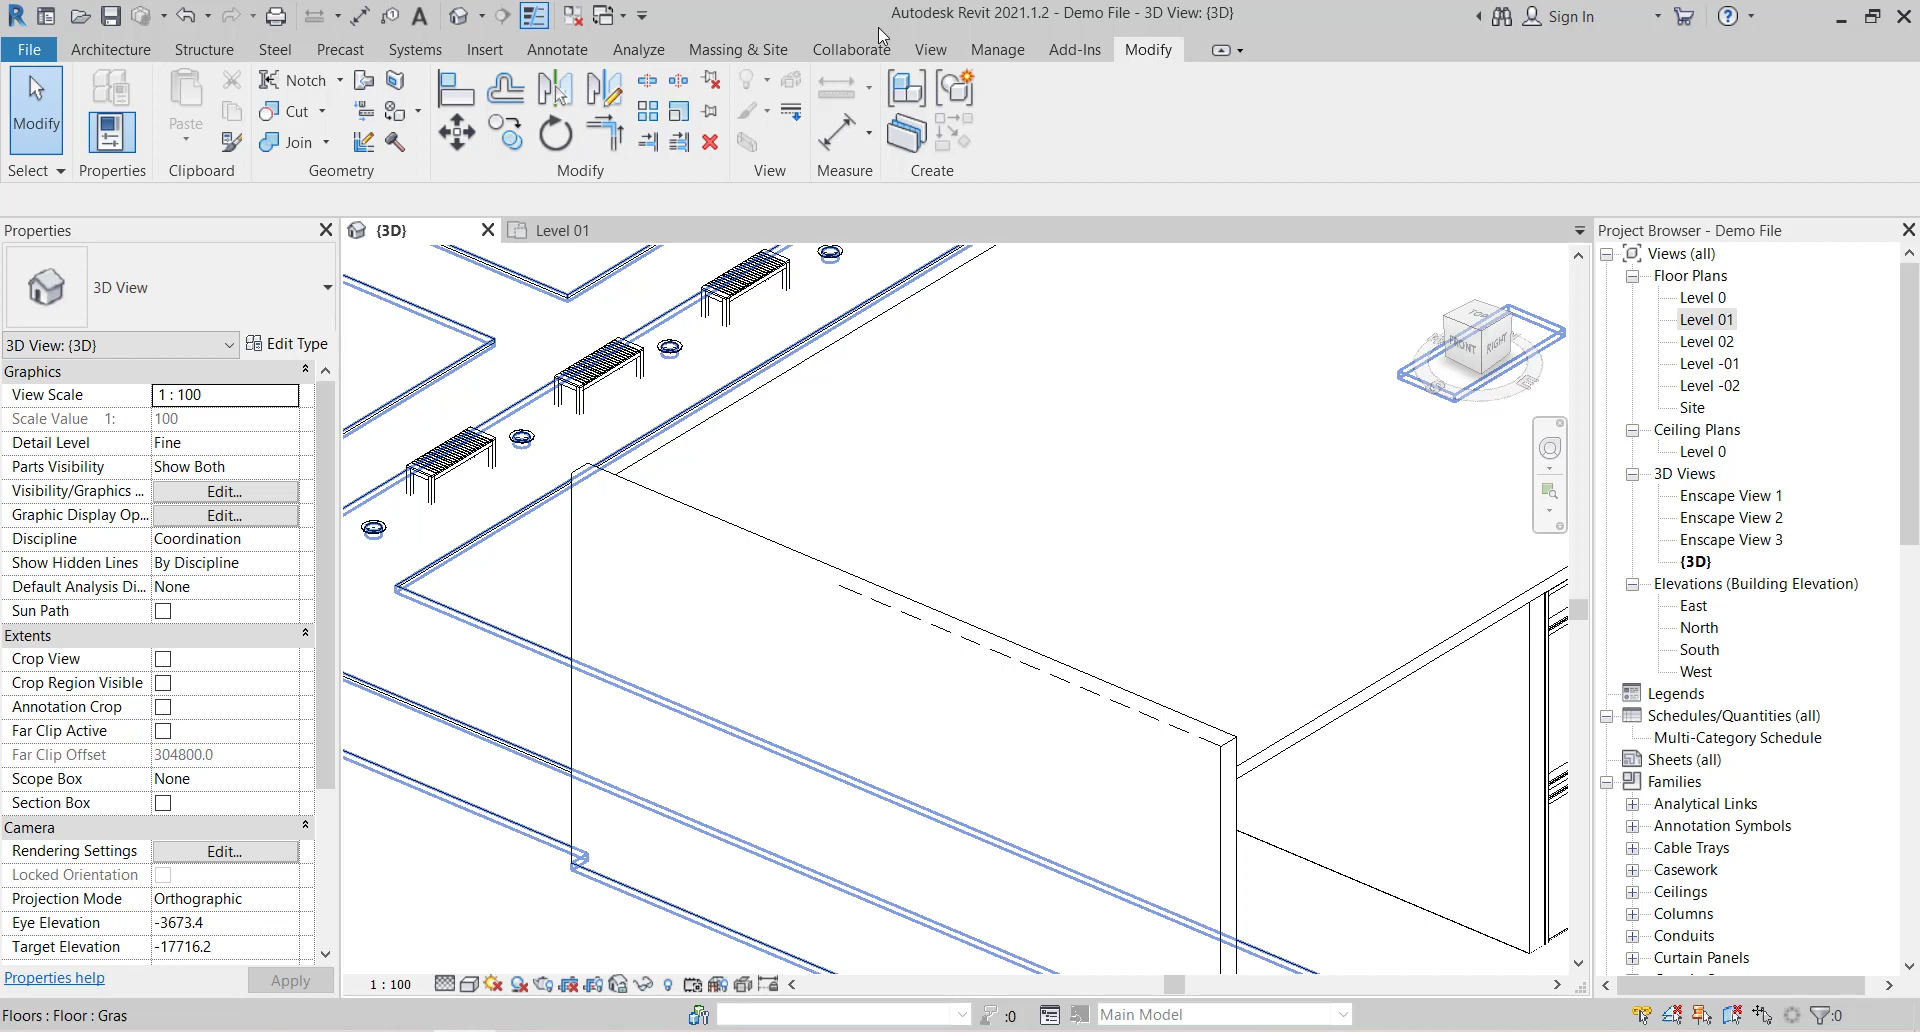 Autodesk Revit 2021.1.2 - Demo File - 3D View: {3D}
Sign In
File
Architecture
Structure
Steel
Precast
Systems
Insert
Annotate
Analyze
Massing & Site
Collaborate
View
Manage
Add-Ins
Modify
Modify
Paste
Notch
Cut
Join
Select
Properties
Clipboard
Geometry
Modify
View
Measure
Create
Properties
3D View
3D View: {3D}
Edit Type
Graphics
View Scale
1 : 100
Scale Value 1:
100
Detail Level
Fine
Parts Visibility
Show Both
Visibility/Graphics ...
Edit...
Graphic Display Op...
Edit...
Discipline
Coordination
Show Hidden Lines
By Discipline
Default Analysis Di...
None
Sun Path
Extents
Crop View
Crop Region Visible
Annotation Crop
Far Clip Active
Far Clip Offset
304800.0
Scope Box
None
Section Box
Camera
Rendering Settings
Edit...
Locked Orientation
Projection Mode
Orthographic
Eye Elevation
-3673.4
Target Elevation
-17716.2
Properties help
Apply
{3D}
Level 01
TOP
FRONT
RIGHT
1 : 100
Project Browser - Demo File
Views (all)
Floor Plans
Level 0
Level 01
Level 02
Level -01
Level -02
Site
Ceiling Plans
Level 0
3D Views
Enscape View 1
Enscape View 2
Enscape View 3
{3D}
Elevations (Building Elevation)
East
North
South
West
Legends
Schedules/Quantities (all)
Multi-Category Schedule
Sheets (all)
Families
Analytical Links
Annotation Symbols
Cable Trays
Casework
Ceilings
Columns
Conduits
Curtain Panels
Floors : Floor : Gras
:0
Main Model
:0